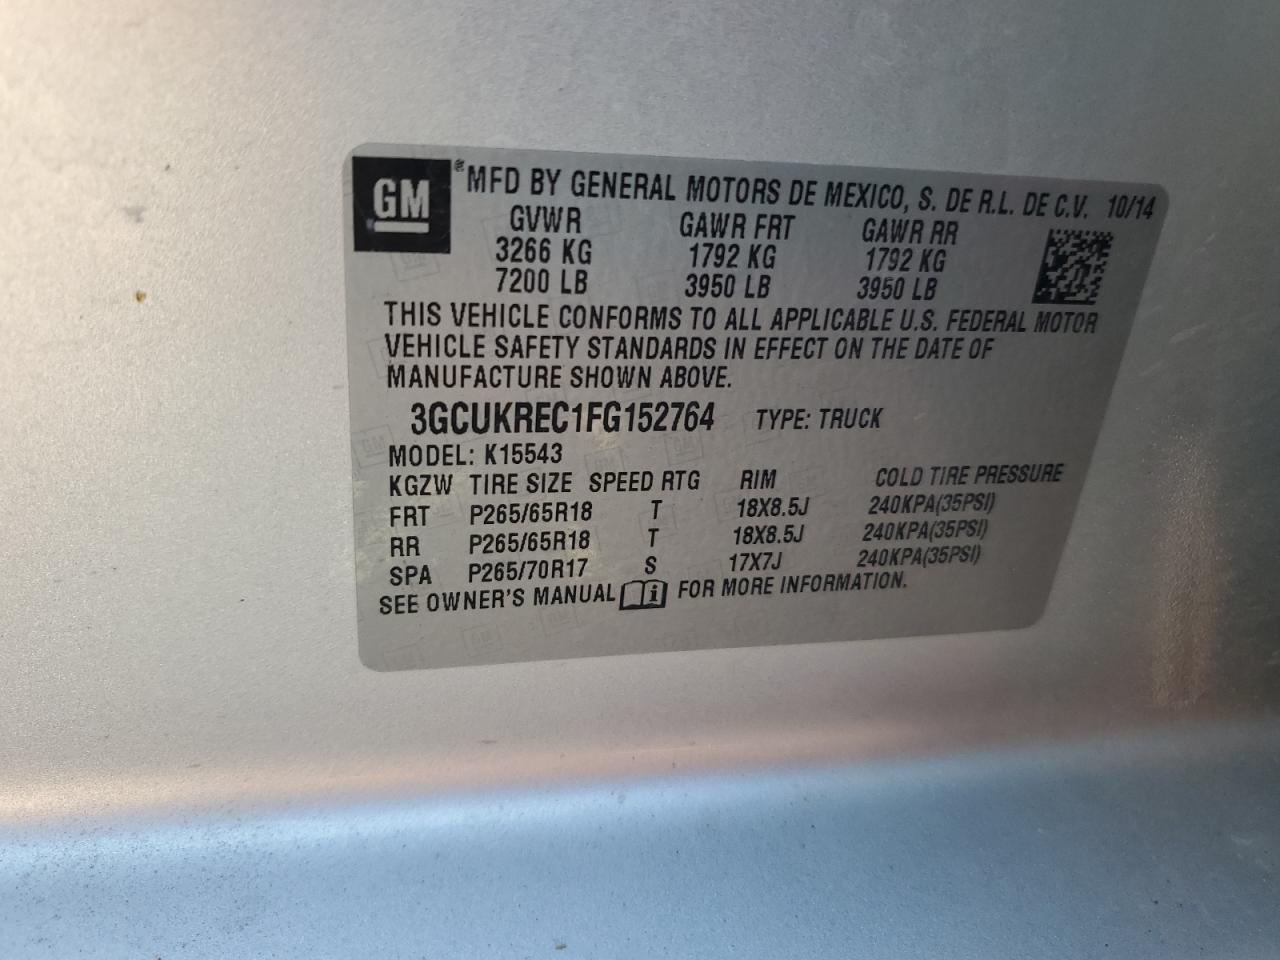 GM ® MFD BY GENERAL MOTORS DE MEXICO, S. DE R.L. DE C.V. 10/14
GVWR GAWR FRT GAWR RR
3266 KG 1792 KG 1792 KG
7200 LB 3950 LB 3950 LB
THIS VEHICLE CONFORMS TO ALL APPLICABLE U.S. FEDERAL MOTOR
VEHICLE SAFETY STANDARDS IN EFFECT ON THE DATE OF
MANUFACTURE SHOWN ABOVE.
3GCUKREC1FG152764 TYPE: TRUCK
MODEL: K15543
KGZW TIRE SIZE SPEED RTG RIM COLD TIRE PRESSURE
FRT P265/65R18 T 18X8.5J 240KPA(35PSI)
RR P265/65R18 T 18X8.5J 240KPA(35PSI)
SPA P265/70R17 S 17X7J 240KPA(35PSI)
SEE OWNER'S MANUAL i FOR MORE INFORMATION.